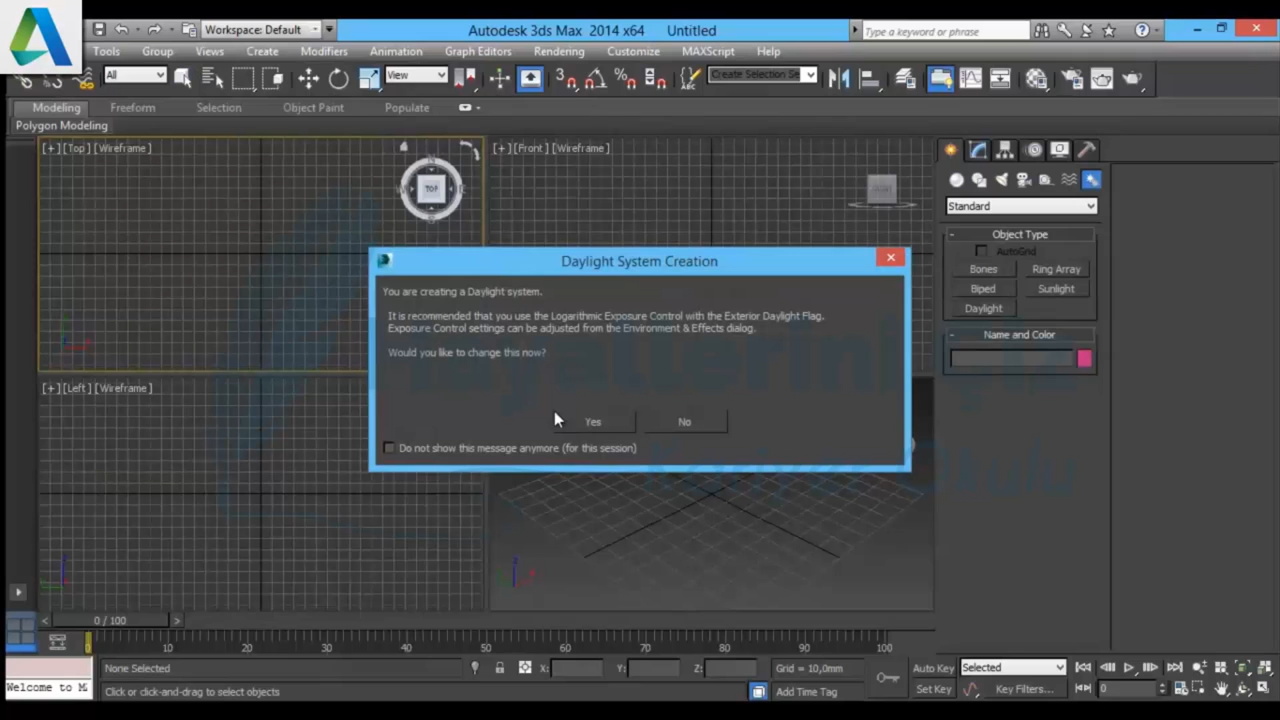 Workspace: Default
Autodesk 3ds Max 2014 x64 Untitled
Type a keyword or phrase
Tools Group Views Create Modifiers Animation Graph Editors Rendering Customize MAXScript Help
All
View
Create Selection Se
Modeling Freeform Selection Object Paint Populate
Polygon Modeling
[+][Top][Wireframe]
[+][Front][Wireframe]
TOP
Standard
- Object Type
AutoGrid
Bones Ring Array
Biped Sunlight
Daylight
- Name and Color
Daylight System Creation
You are creating a Daylight system.
It is recommended that you use the Logarithmic Exposure Control with the Exterior Daylight Flag.
Exposure Control settings can be adjusted from the Environment & Effects dialog.
Would you like to change this now?
Yes No
Do not show this message anymore (for this session)
[+][Left][Wireframe]
Kariyer Okulu
< 0 / 100 >
0 10 20 30 40 50 60 70 80 90 100
None Selected
X: Y: Z:
Grid = 10,0mm
Auto Key
Selected
Welcome to M
Click or click-and-drag to select objects
Add Time Tag
Set Key
Key Filters...
0